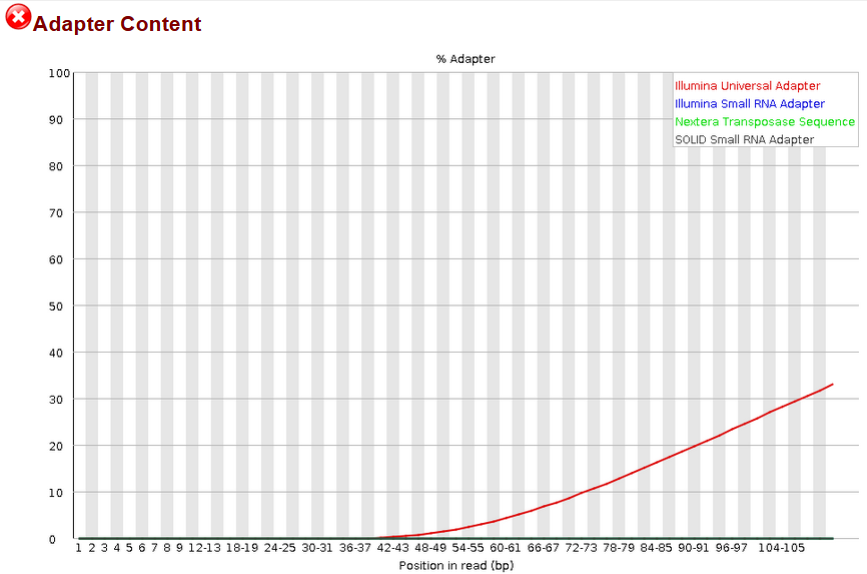 Adapter Content
% Adapter
100
90
80
70
60
50
40
30
20
10
0
Illumina Universal Adapter
Illumina Small RNA Adapter
Nextera Transposase Sequence
SOLID Small RNA Adapter
1 2 3 4 5 6 7 8 9 12-13 18-19 24-25 30-31 36-37 42-43 48-49 54-55 60-61 66-67 72-73 78-79 84-85 90-91 96-97 104-105
Position in read (bp)